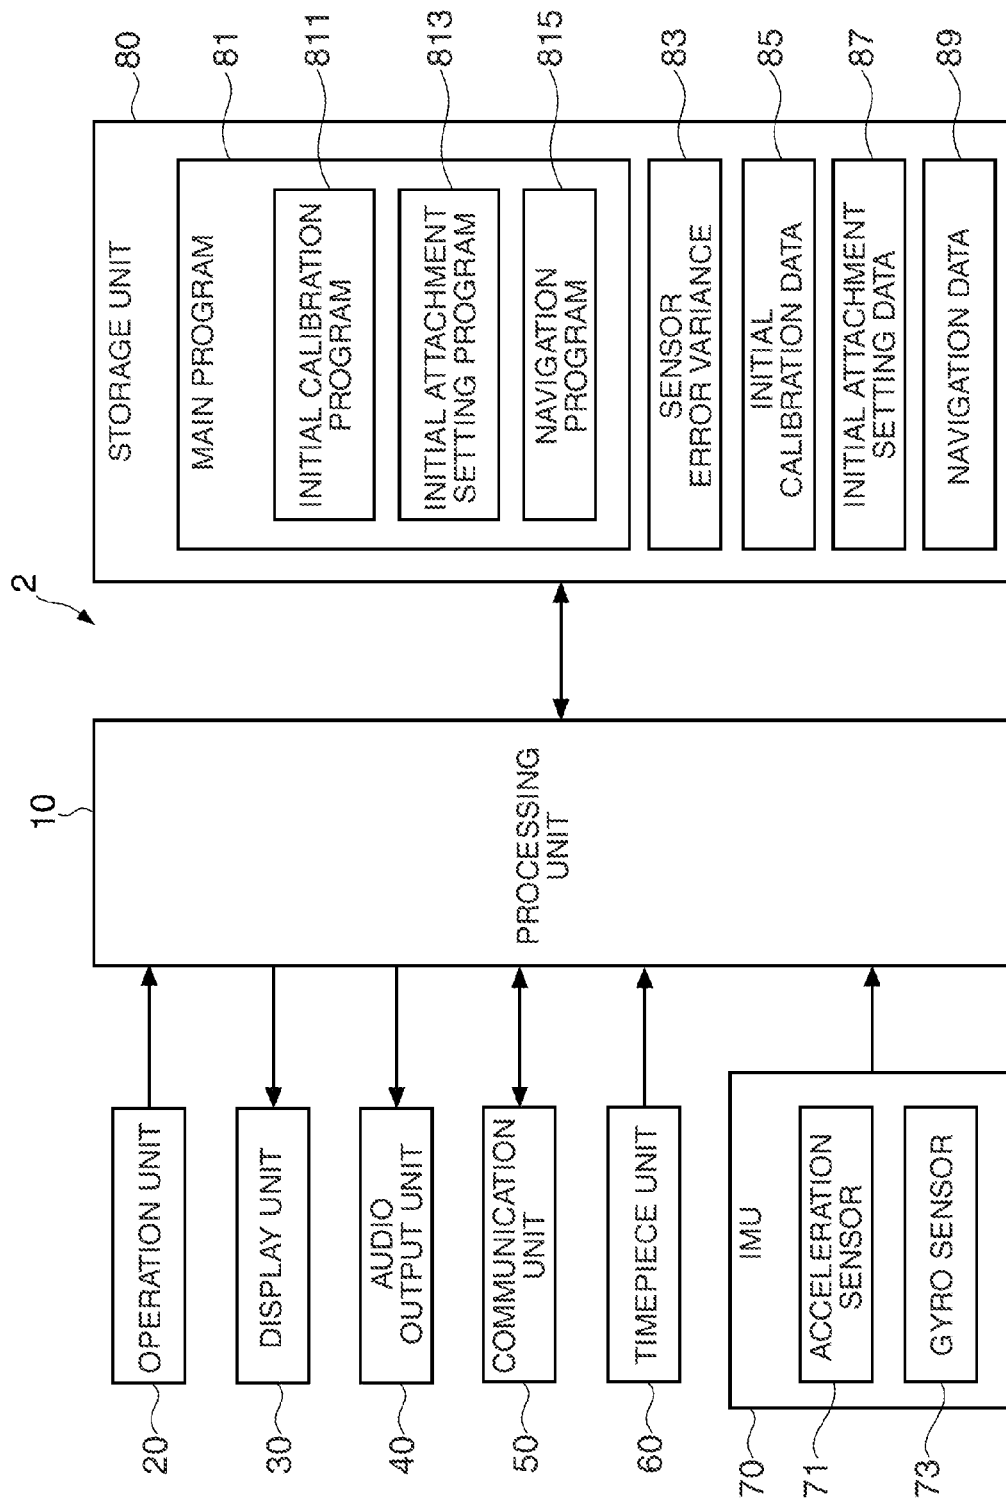 2
10
PROCESSING
UNIT
20
OPERATION UNIT
30
DISPLAY UNIT
40
AUDIO
OUTPUT UNIT
50
COMMUNICATION
UNIT
60
TIMEPIECE UNIT
70
IMU
71
ACCELERATION
SENSOR
73
GYRO SENSOR
80
STORAGE UNIT
81
MAIN PROGRAM
811
INITIAL CALIBRATION
PROGRAM
813
INITIAL ATTACHMENT
SETTING PROGRAM
815
NAVIGATION
PROGRAM
83
SENSOR
ERROR VARIANCE
85
INITIAL
CALIBRATION DATA
87
INITIAL ATTACHMENT
SETTING DATA
89
NAVIGATION DATA